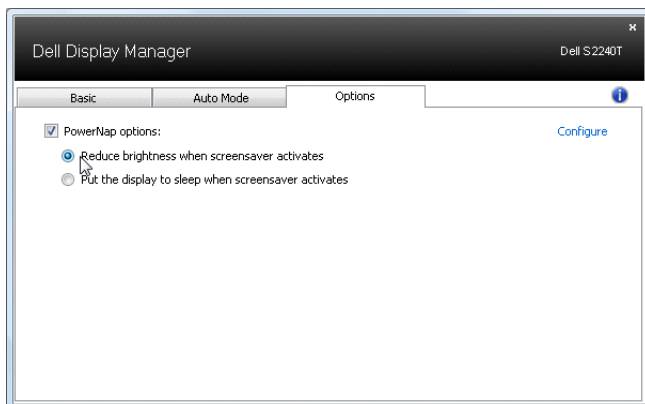 Dell Display Manager
Dell S2240T
Basic
Auto Mode
Options
PowerNap options:
Configure
Reduce brightness when screensaver activates
Put the display to sleep when screensaver activates